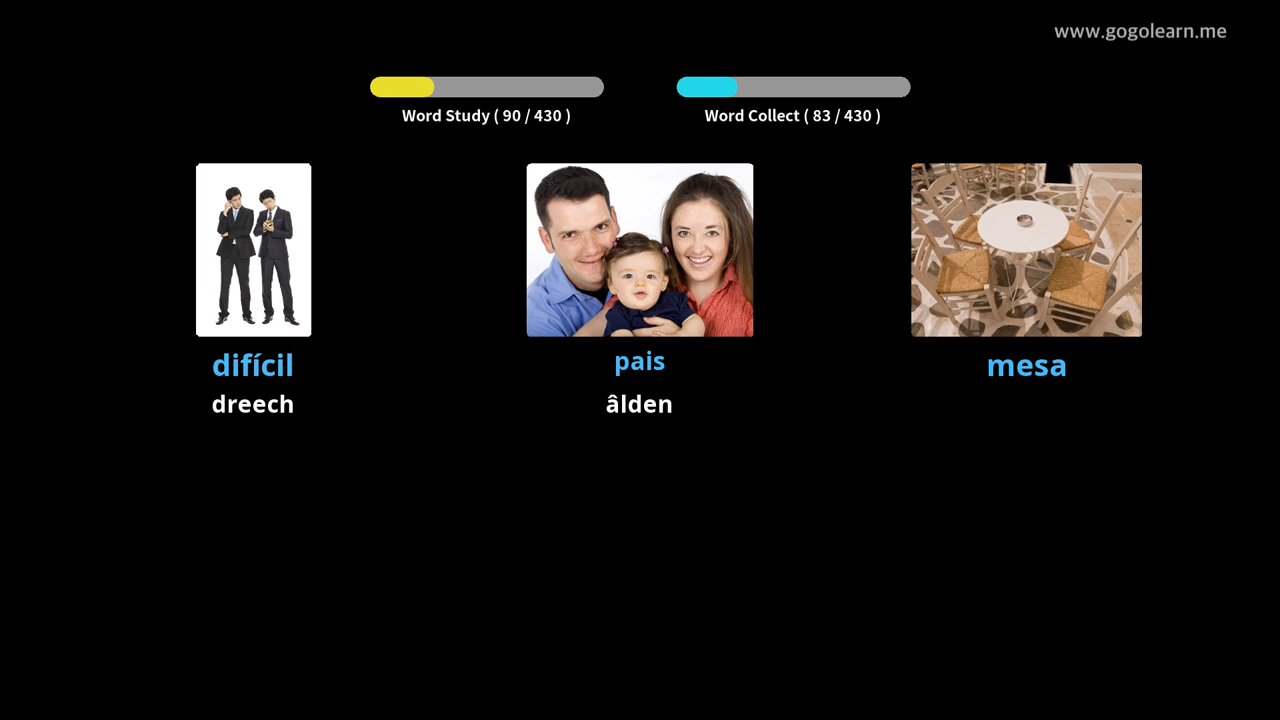 www.gogolearn.me
Word Study ( 90 / 430 )
Word Collect ( 83 / 430 )
difícil
dreech
pais
âlden
mesa